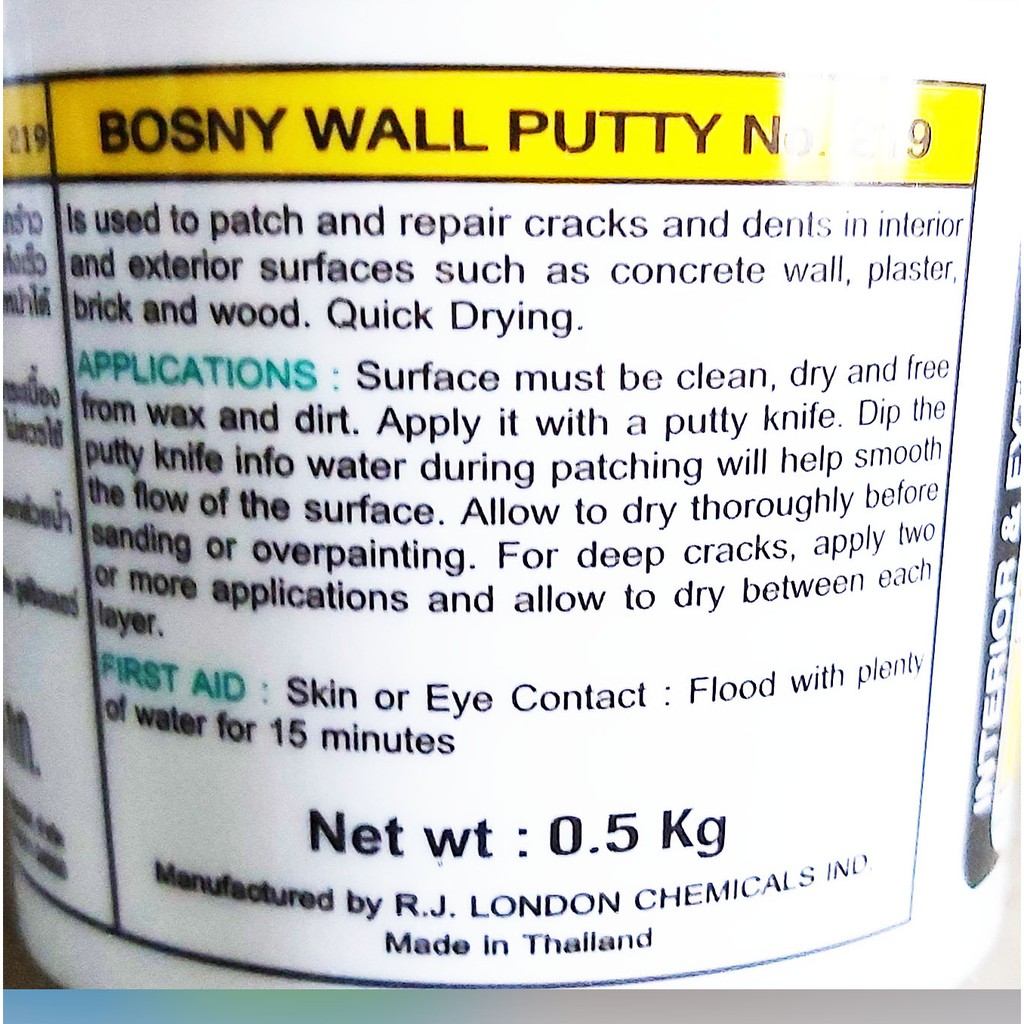 219
BOSNY WALL PUTTY No. 219
Is used to patch and repair cracks and dents in interior
and exterior surfaces such as concrete wall, plaster,
brick and wood. Quick Drying.
APPLICATIONS : Surface must be clean, dry and free
from wax and dirt. Apply it with a putty knife. Dip the
putty knife info water during patching will help smooth
the flow of the surface. Allow to dry thoroughly before
sanding or overpainting. For deep cracks, apply two
or more applications and allow to dry between each
layer.
FIRST AID : Skin or Eye Contact : Flood with plenty
of water for 15 minutes
Net wt : 0.5 Kg
Manufactured by R.J. LONDON CHEMICALS IND.
Made in Thailand
INTERIOR &